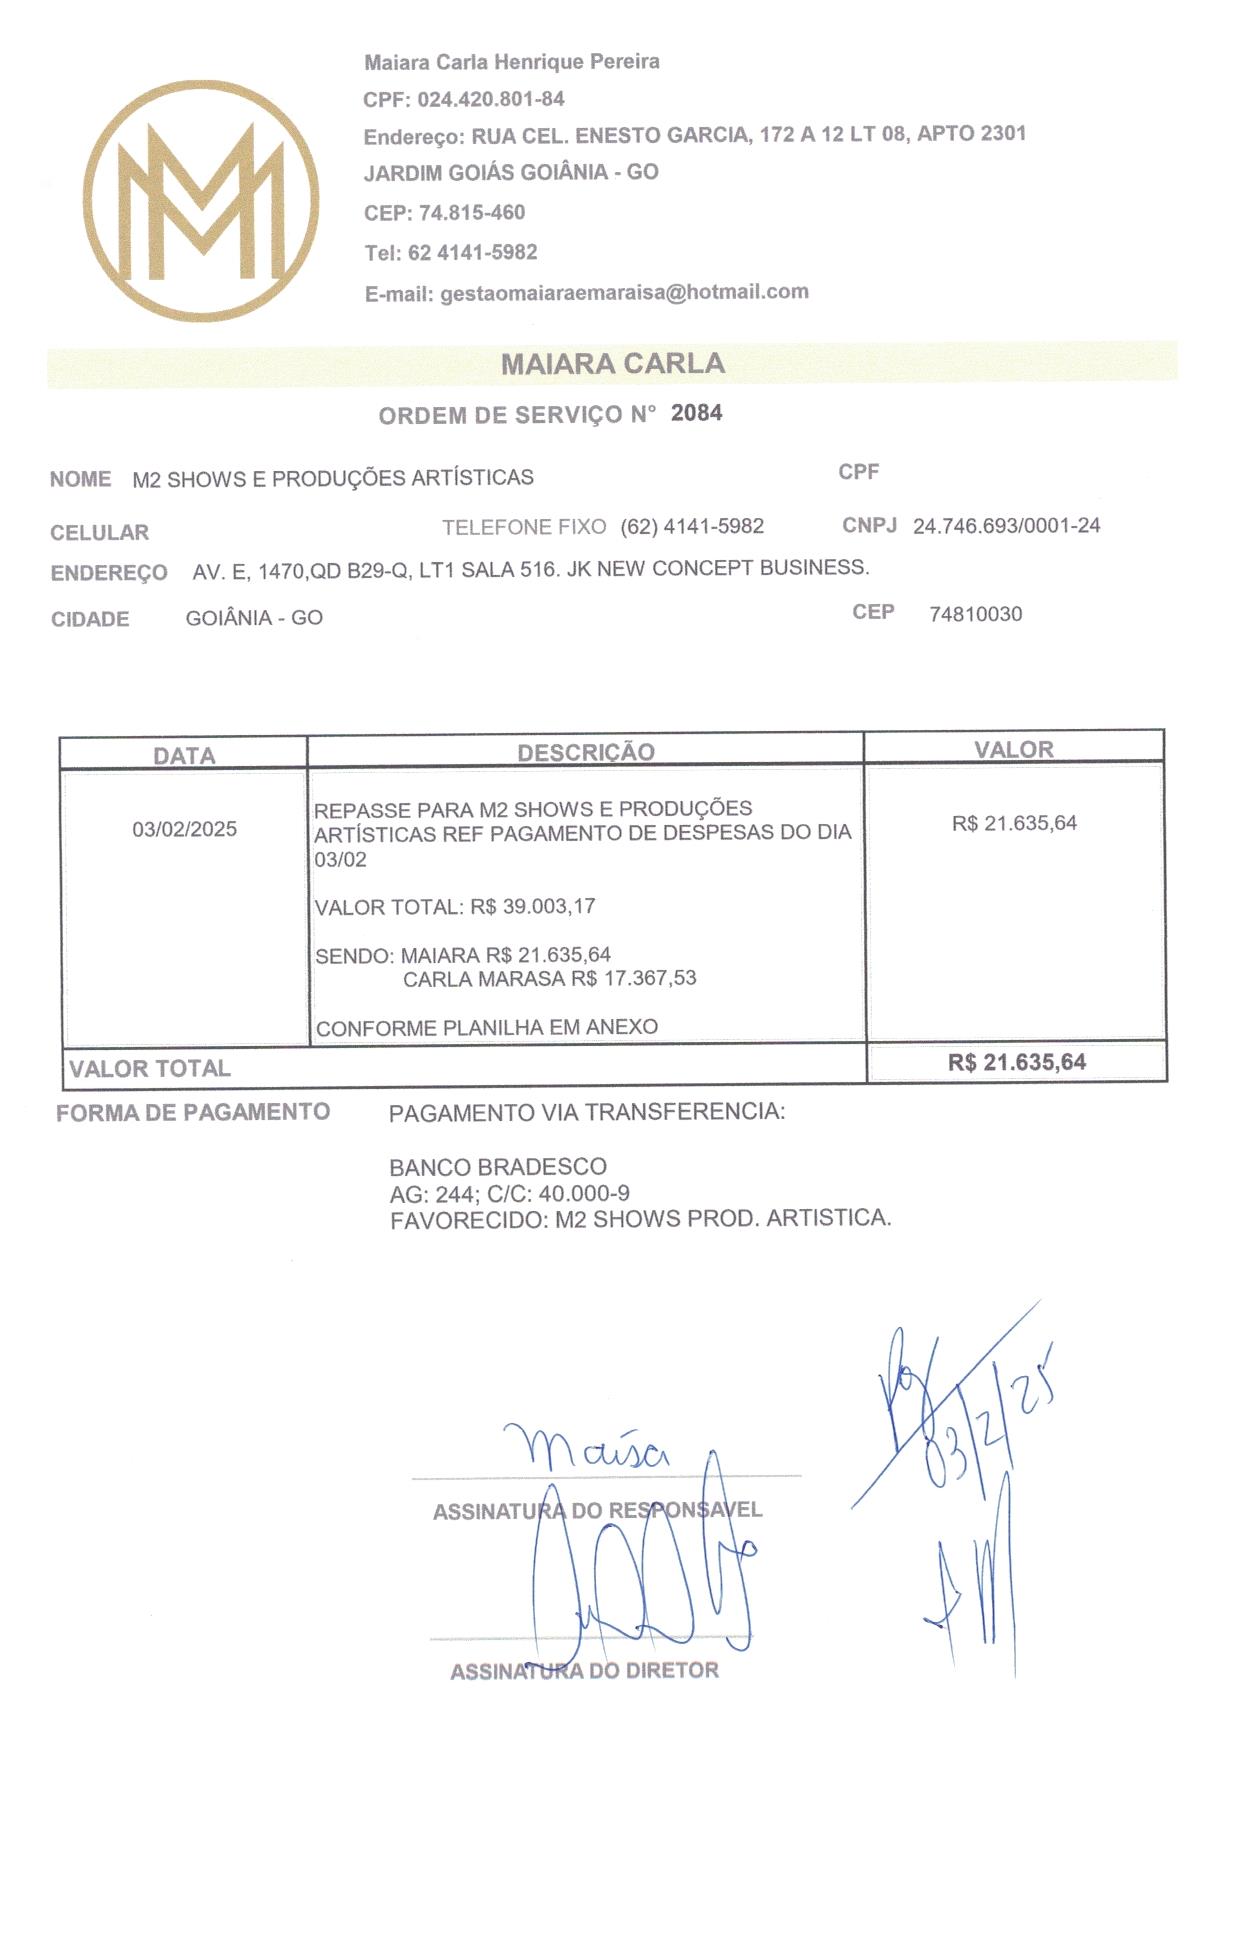 Maiara Carla Henrique Pereira
CPF: 024.420.801-84
Endereço: RUA CEL. ENESTO GARCIA, 172 A 12 LT 08, APTO 2301
JARDIM GOIÁS GOIÂNIA - GO
CEP: 74.815-460
Tel: 62 4141-5982
E-mail: gestaomaiaraemaraisa@hotmail.com
MAIARA CARLA
ORDEM DE SERVIÇO N° 2084
NOME M2 SHOWS E PRODUÇÕES ARTÍSTICAS CPF
CELULAR TELEFONE FIXO (62) 4141-5982 CNPJ 24.746.693/0001-24
ENDEREÇO AV. E, 1470,QD B29-Q, LT1 SALA 516. JK NEW CONCEPT BUSINESS.
CIDADE GOIÂNIA - GO CEP 74810030
DATA DESCRIÇÃO VALOR
REPASSE PARA M2 SHOWS E PRODUÇÕES
03/02/2025 ARTÍSTICAS REF PAGAMENTO DE DESPESAS DO DIA R$ 21.635,64
03/02
VALOR TOTAL: R$ 39.003,17
SENDO: MAIARA R$ 21.635,64
CARLA MARASA R$ 17.367,53
CONFORME PLANILHA EM ANEXO
VALOR TOTAL R$ 21.635,64
FORMA DE PAGAMENTO PAGAMENTO VIA TRANSFERENCIA:
BANCO BRADESCO
AG: 244; C/C: 40.000-9
FAVORECIDO: M2 SHOWS PROD. ARTISTICA.
03/2/25
Maísa
ASSINATURA DO RESPONSAVEL
ASSINATURA DO DIRETOR